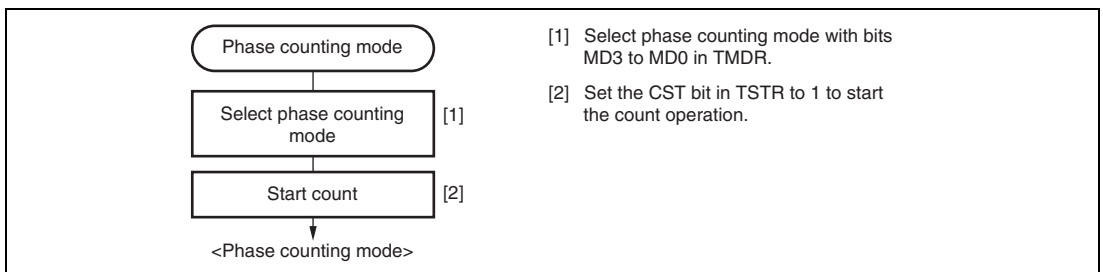 Phase counting mode
Select phase counting
mode
[1]
Start count
[2]
<Phase counting mode>
[1] Select phase counting mode with bits
MD3 to MD0 in TMDR.
[2] Set the CST bit in TSTR to 1 to start
the count operation.